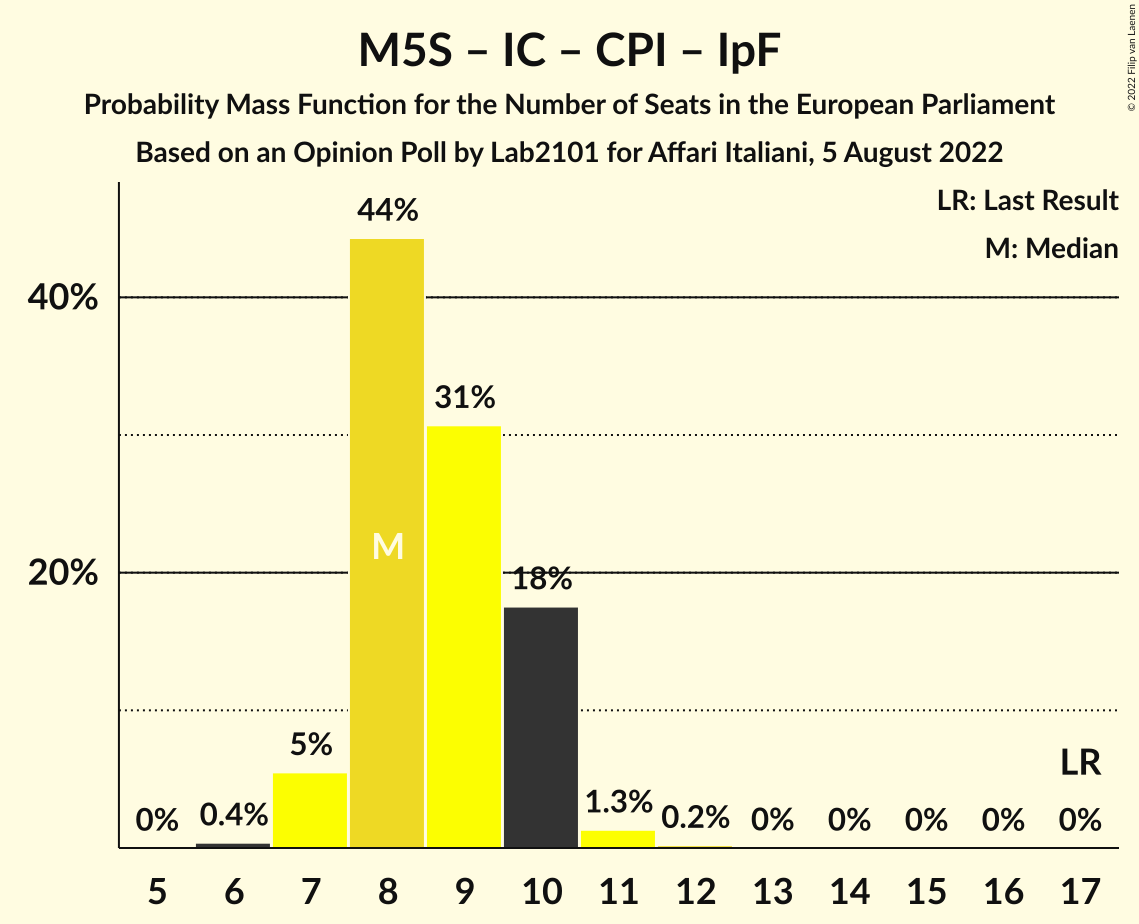 M5S – IC – CPI – IpF
Probability Mass Function for the Number of Seats in the European Parliament
Based on an Opinion Poll by Lab2101 for Affari Italiani, 5 August 2022
© 2022 Filip van Laenen
LR: Last Result
M: Median
40%
20%
0%
0.4%
5%
44%
M
31%
18%
1.3%
0.2%
0%
0%
0%
0%
LR
0%
5 6 7 8 9 10 11 12 13 14 15 16 17